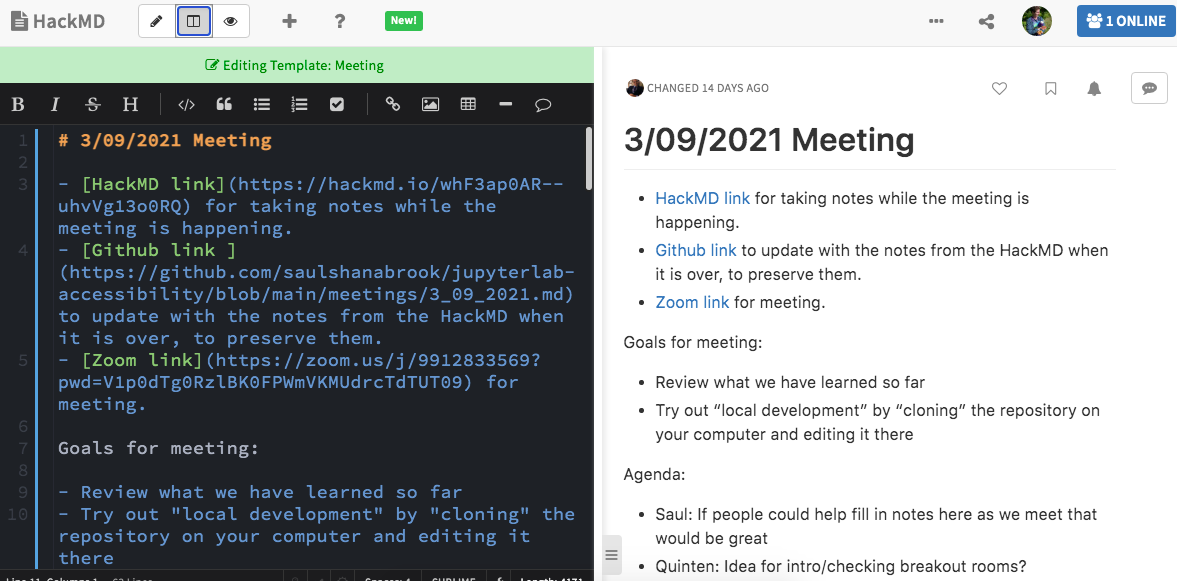 HackMD
New!
1 ONLINE
Editing Template: Meeting
B I S H
1 # 3/09/2021 Meeting
2
3 - [HackMD link](https://hackmd.io/whF3ap0AR--
uhvVg13o0RQ) for taking notes while the
meeting is happening.
4 - [Github link ]
(https://github.com/saulshanabrook/jupyterlab-
accessibility/blob/main/meetings/3_09_2021.md)
to update with the notes from the HackMD when
it is over, to preserve them.
5 - [Zoom link](https://zoom.us/j/9912833569?
pwd=V1p0dTg0RzlBK0FPWmVKMUdrcTdTUT09) for
meeting.
6
7 Goals for meeting:
8
9 - Review what we have learned so far
10 - Try out "local development" by "cloning" the
repository on your computer and editing it
there
CHANGED 14 DAYS AGO
3/09/2021 Meeting
• HackMD link for taking notes while the meeting is
happening.
• Github link to update with the notes from the HackMD when
it is over, to preserve them.
• Zoom link for meeting.
Goals for meeting:
• Review what we have learned so far
• Try out “local development” by “cloning” the repository on
your computer and editing it there
Agenda:
• Saul: If people could help fill in notes here as we meet that
would be great
• Quinten: Idea for intro/checking breakout rooms?